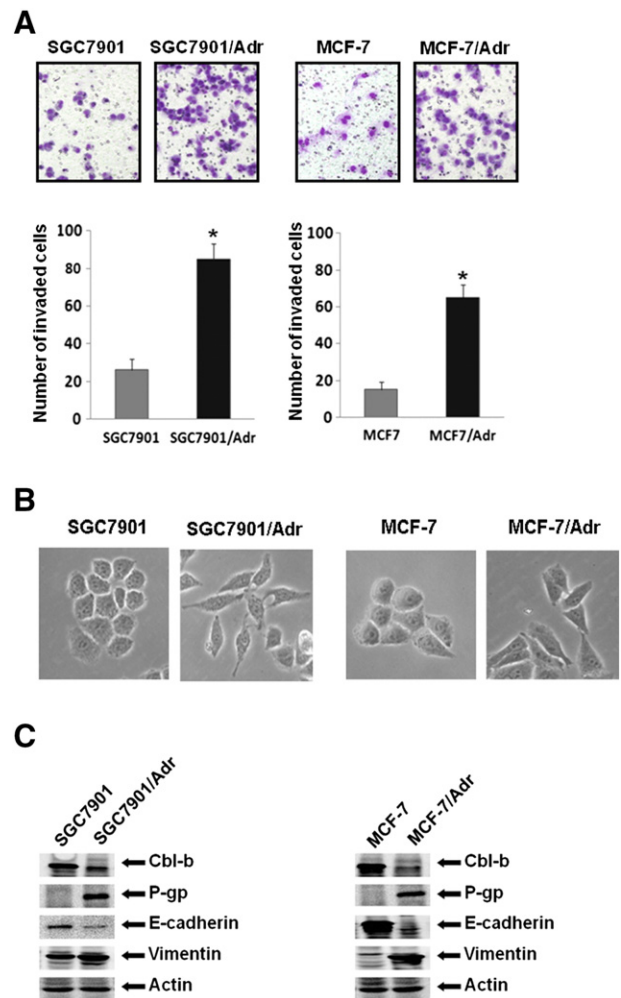 A
SGC7901 SGC7901/Adr MCF-7 MCF-7/Adr
Number of invaded cells
100
80
60
40
20
0
*
SGC7901 SGC7901/Adr
Number of invaded cells
100
80
60
40
20
0
*
MCF7 MCF7/Adr
B
SGC7901 SGC7901/Adr MCF-7 MCF-7/Adr
C
SGC7901
SGC7901/Adr
Cbl-b
P-gp
E-cadherin
Vimentin
Actin
MCF-7
MCF-7/Adr
Cbl-b
P-gp
E-cadherin
Vimentin
Actin